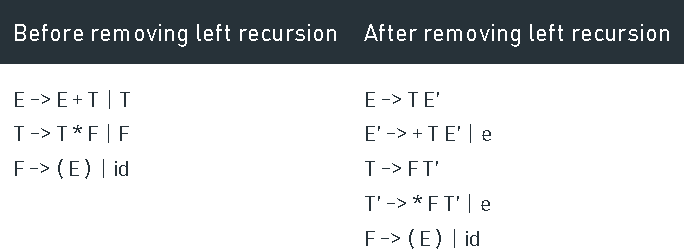 Before removing left recursion
After removing left recursion
E -> E + T | T
T -> T * F | F
F -> ( E ) | id
E -> T E’
E’ -> + T E’ | e
T -> F T’
T’ -> * F T’ | e
F -> ( E ) | id